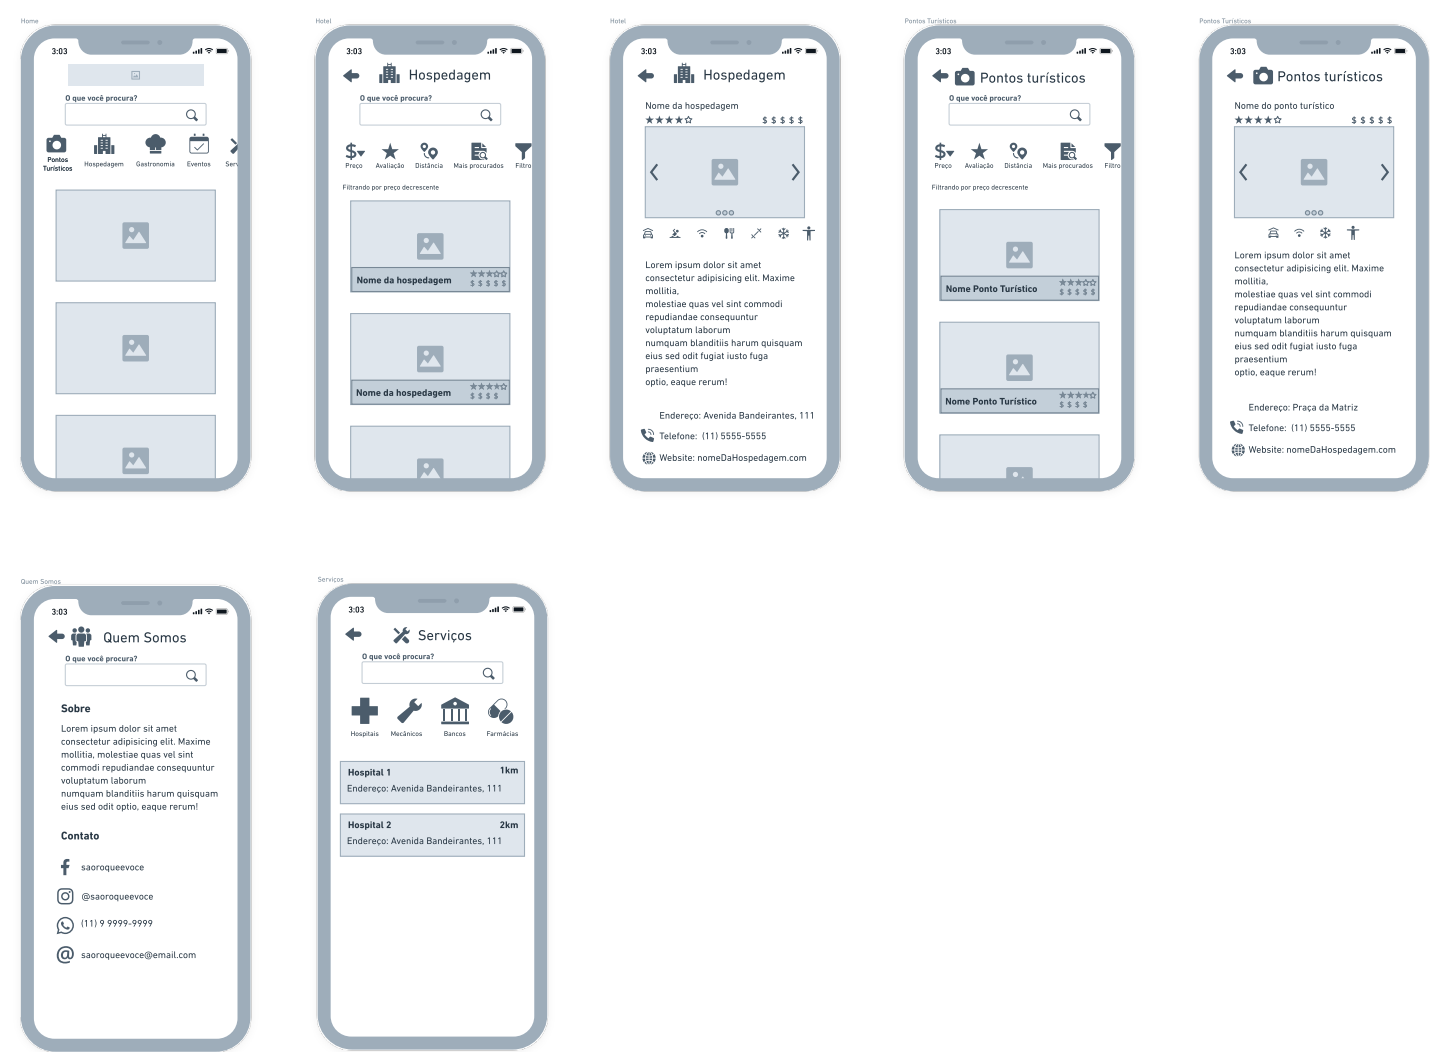 Home
3:03
O que você procura?
Pontos
Turísticos
Hospedagem
Gastronomia
Eventos
Serv
Hotel
3:03
Hospedagem
O que você procura?
$
Preço
Avaliação
Distância
Mais procurados
Filtro
Filtrando por preço decrescente
Nome da hospedagem
$ $ $ $ $
Nome da hospedagem
$ $ $ $
Hotel
3:03
Hospedagem
Nome da hospedagem
$ $ $ $ $
Lorem ipsum dolor sit amet
consectetur adipisicing elit. Maxime
mollitia,
molestiae quas vel sint commodi
repudiandae consequuntur
voluptatum laborum
numquam blanditiis harum quisquam
eius sed odit fugiat iusto fuga
praesentium
optio, eaque rerum!
Endereço: Avenida Bandeirantes, 111
Telefone: (11) 5555-5555
Website: nomeDaHospedagem.com
Pontos Turísticos
3:03
Pontos turísticos
O que você procura?
$
Preço
Avaliação
Distância
Mais procurados
Filtro
Filtrando por preço decrescente
Nome Ponto Turístico
$ $ $ $ $
Nome Ponto Turístico
$ $ $ $
Pontos Turísticos
3:03
Pontos turísticos
Nome do ponto turístico
$ $ $ $ $
Lorem ipsum dolor sit amet
consectetur adipisicing elit. Maxime
mollitia,
molestiae quas vel sint commodi
repudiandae consequuntur
voluptatum laborum
numquam blanditiis harum quisquam
eius sed odit fugiat iusto fuga
praesentium
optio, eaque rerum!
Endereço: Praça da Matriz
Telefone: (11) 5555-5555
Website: nomeDaHospedagem.com
Quem Somos
3:03
Quem Somos
O que você procura?
Sobre
Lorem ipsum dolor sit amet
consectetur adipisicing elit. Maxime
mollitia, molestiae quas vel sint
commodi repudiandae consequuntur
voluptatum laborum
numquam blanditiis harum quisquam
eius sed odit optio, eaque rerum!
Contato
saoroqueevoce
@saoroqueevoce
(11) 9 9999-9999
saoroqueevoce@email.com
Serviços
3:03
Serviços
O que você procura?
Hospitais
Mecânicos
Bancos
Farmácias
Hospital 1
1km
Endereço: Avenida Bandeirantes, 111
Hospital 2
2km
Endereço: Avenida Bandeirantes, 111